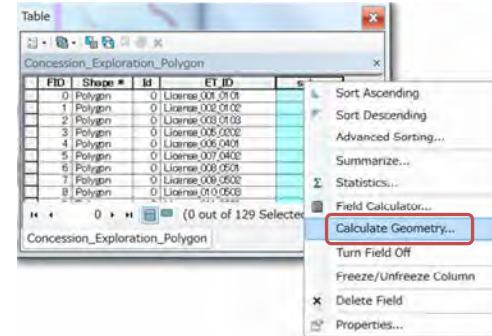 Table
Concession_Exploration_Polygon
FID Shape * Id ET_ID
0 Polygon 0 License_001_0101
1 Polygon 0 License_002_0102
2 Polygon 0 License_003_0103
3 Polygon 0 License_005_0202
4 Polygon 0 License_006_0401
5 Polygon 0 License_007_0402
6 Polygon 0 License_008_0501
7 Polygon 0 License_009_0502
8 Polygon 0 License_010_0503
0 (0 out of 129 Selected
Concession_Exploration_Polygon
Sort Ascending
Sort Descending
Advanced Sorting...
Summarize...
Statistics...
Field Calculator...
Calculate Geometry...
Turn Field Off
Freeze/Unfreeze Column
Delete Field
Properties...